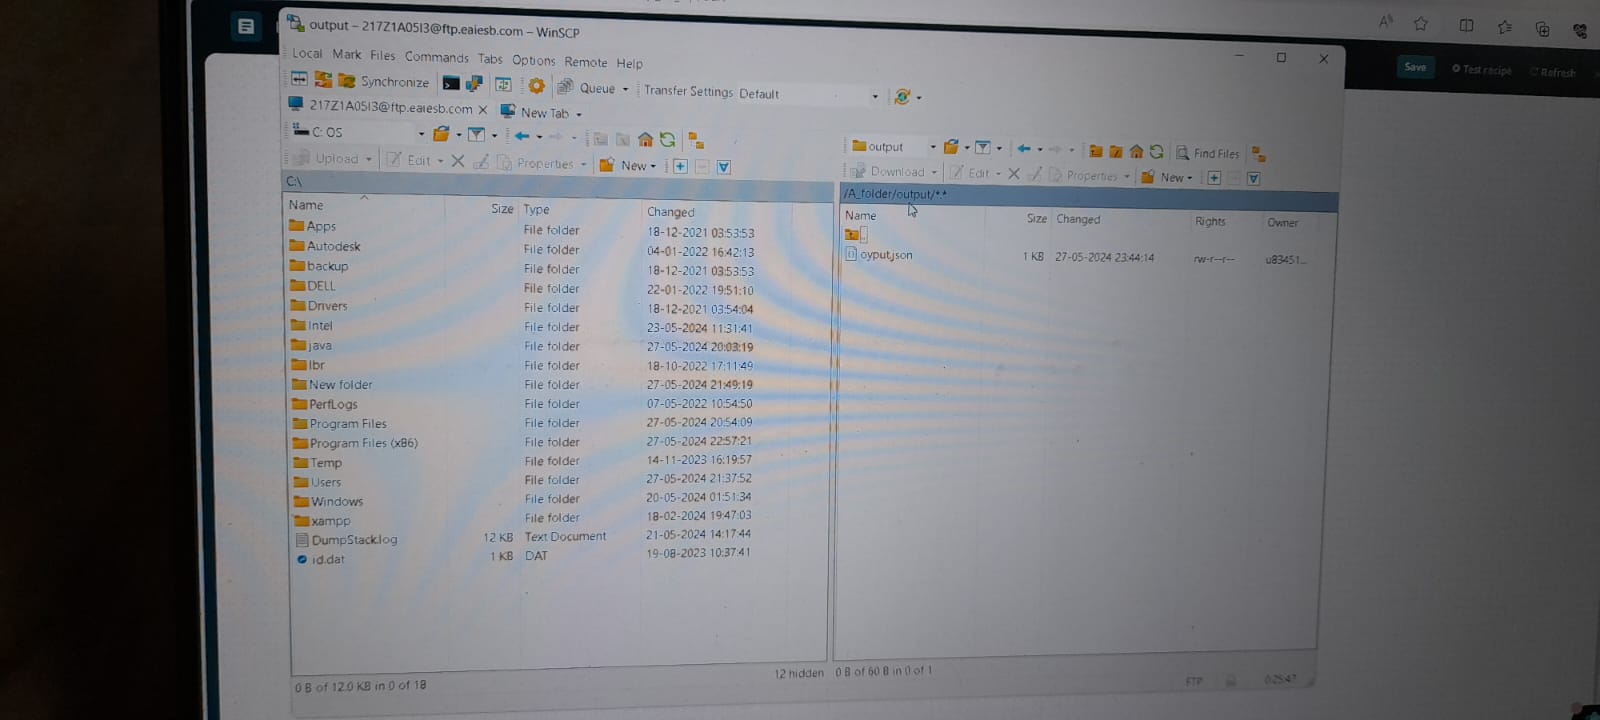 output – 217Z1A05I3@ftp.eaiesb.com – WinSCP
Local Mark Files Commands Tabs Options Remote Help
Save Test recipe Refresh
Synchronize Queue Transfer Settings Default
217Z1A05I3@ftp.eaiesb.com × New Tab
C: OS
Upload Edit Properties New
output Find Files
Download Edit Properties New
C:\
Name Size Type Changed
Apps File folder 18-12-2021 03:53:53
Autodesk File folder 04-01-2022 16:42:13
backup File folder 18-12-2021 03:53:53
DELL File folder 22-01-2022 19:51:10
Drivers File folder 18-12-2021 03:54:04
Intel File folder 23-05-2024 11:31:41
java File folder 27-05-2024 20:03:19
lbr File folder 18-10-2022 17:11:49
New folder File folder 27-05-2024 21:49:19
PerfLogs File folder 07-05-2022 10:54:50
Program Files File folder 27-05-2024 20:54:09
Program Files (x86) File folder 27-05-2024 22:57:21
Temp File folder 14-11-2023 16:19:57
Users File folder 27-05-2024 21:37:52
Windows File folder 20-05-2024 01:51:34
xampp File folder 18-02-2024 19:47:03
DumpStack.log 12 KB Text Document 21-05-2024 14:17:44
id.dat 1 KB DAT 19-08-2023 10:37:41
/A_folder/output/*.*
Name Size Changed Rights Owner
..
oyput.json 1 KB 27-05-2024 23:44:14 rw-r--r-- u83451...
0 B of 12.0 KB in 0 of 18
12 hidden
0 B of 60 B in 0 of 1
FTP 0:25:47